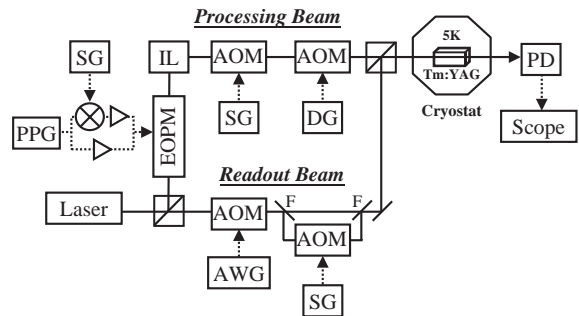 Processing Beam
SG
IL
AOM
AOM
5K
Tm:YAG
Cryostat
PD
PPG
EOPM
SG
DG
Scope
Readout Beam
Laser
AOM
F
F
AOM
AWG
SG